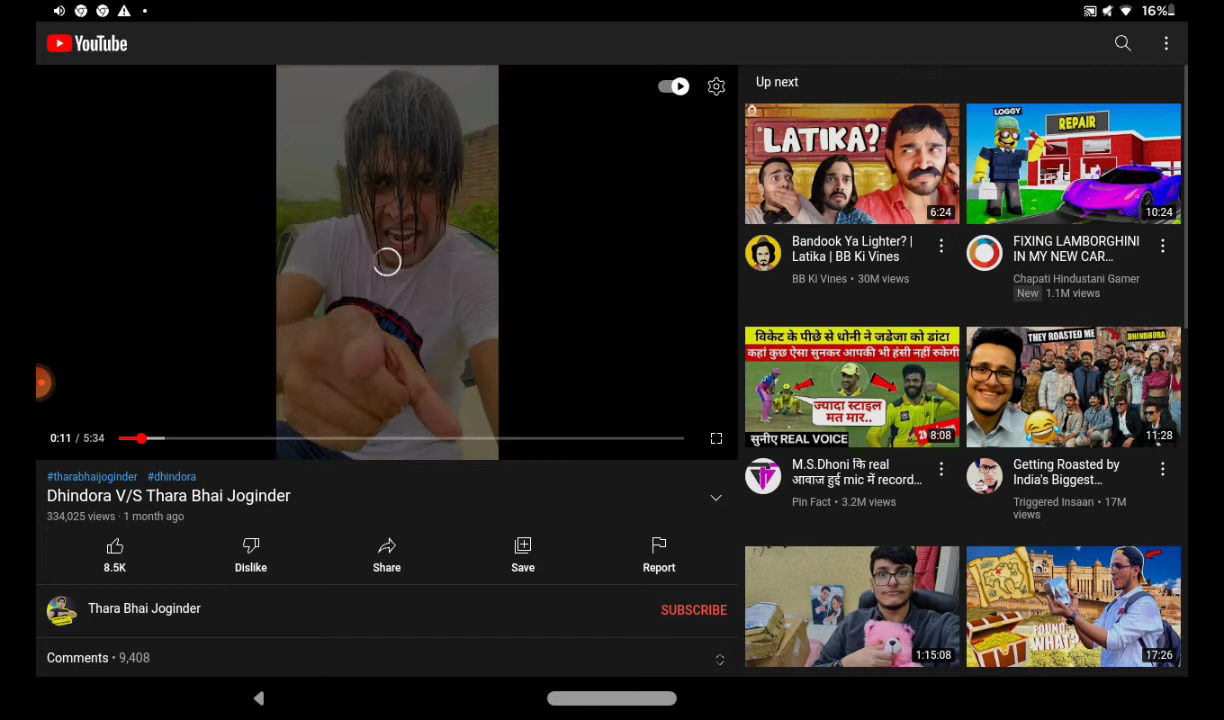 16%
YouTube
0:11 / 5:34
#tharabhaijoginder #dhindora
Dhindora V/S Thara Bhai Joginder
334,025 views · 1 month ago
8.5K
Dislike
Share
Save
Report
Thara Bhai Joginder
SUBSCRIBE
Comments • 9,408
Up next
"LATIKA?"
6:24
Bandook Ya Lighter? |
Latika | BB Ki Vines
BB Ki Vines • 30M views
LOGGY
REPAIR
10:24
FIXING LAMBORGHINI
IN MY NEW CAR...
Chapati Hindustani Gamer
New 1.1M views
विकेट के पीछे से धोनी ने जडेजा को डांटा
कहां कुछ ऐसा सुनकर आपकी भी हंसी नहीं रुकेगी
ज्यादा स्टाइल
मत मार..
सुनीए REAL VOICE
8:08
M.S.Dhoni कि real
आवाज हुई mic में record...
Pin Fact • 3.2M views
THEY ROASTED ME
DHINDHORA
11:28
Getting Roasted by
India's Biggest...
Triggered Insaan • 17M
views
1:15:08
FOUND
WHAT?
17:26